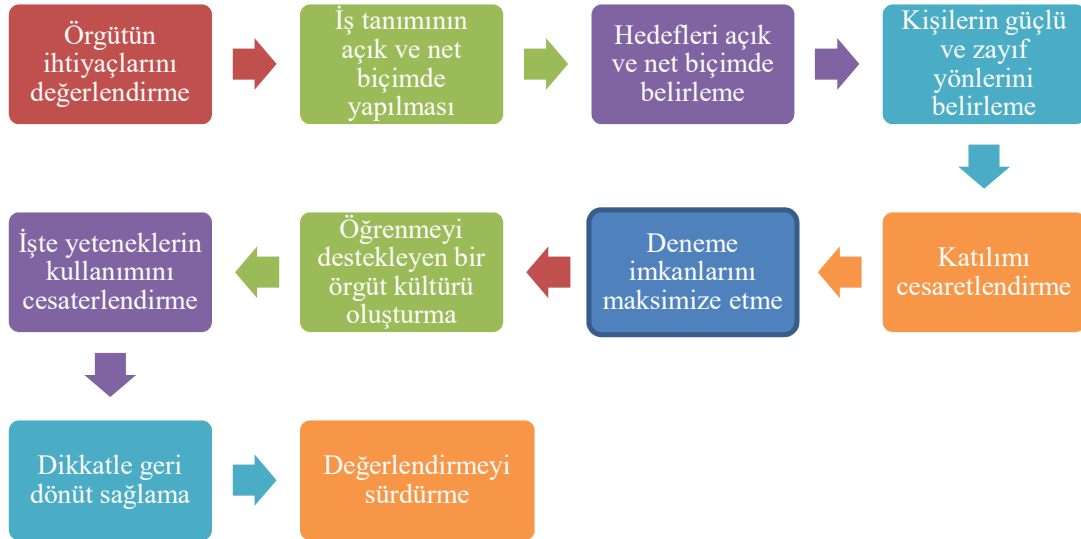 Örgütün
ihtiyaçlarını
değerlendirme
İş tanımının
açık ve net
biçimde
yapılması
Hedefleri açık
ve net biçimde
belirleme
Kişilerin güçlü
ve zayıf
yönlerini
belirleme
Katılımı
cesaretlendirme
Deneme
imkanlarını
maksimize etme
Öğrenmeyi
destekleyen bir
örgüt kültürü
oluşturma
İşte yeteneklerin
kullanımını
cesaterlendirme
Dikkatle geri
dönüt sağlama
Değerlendirmeyi
sürdürme